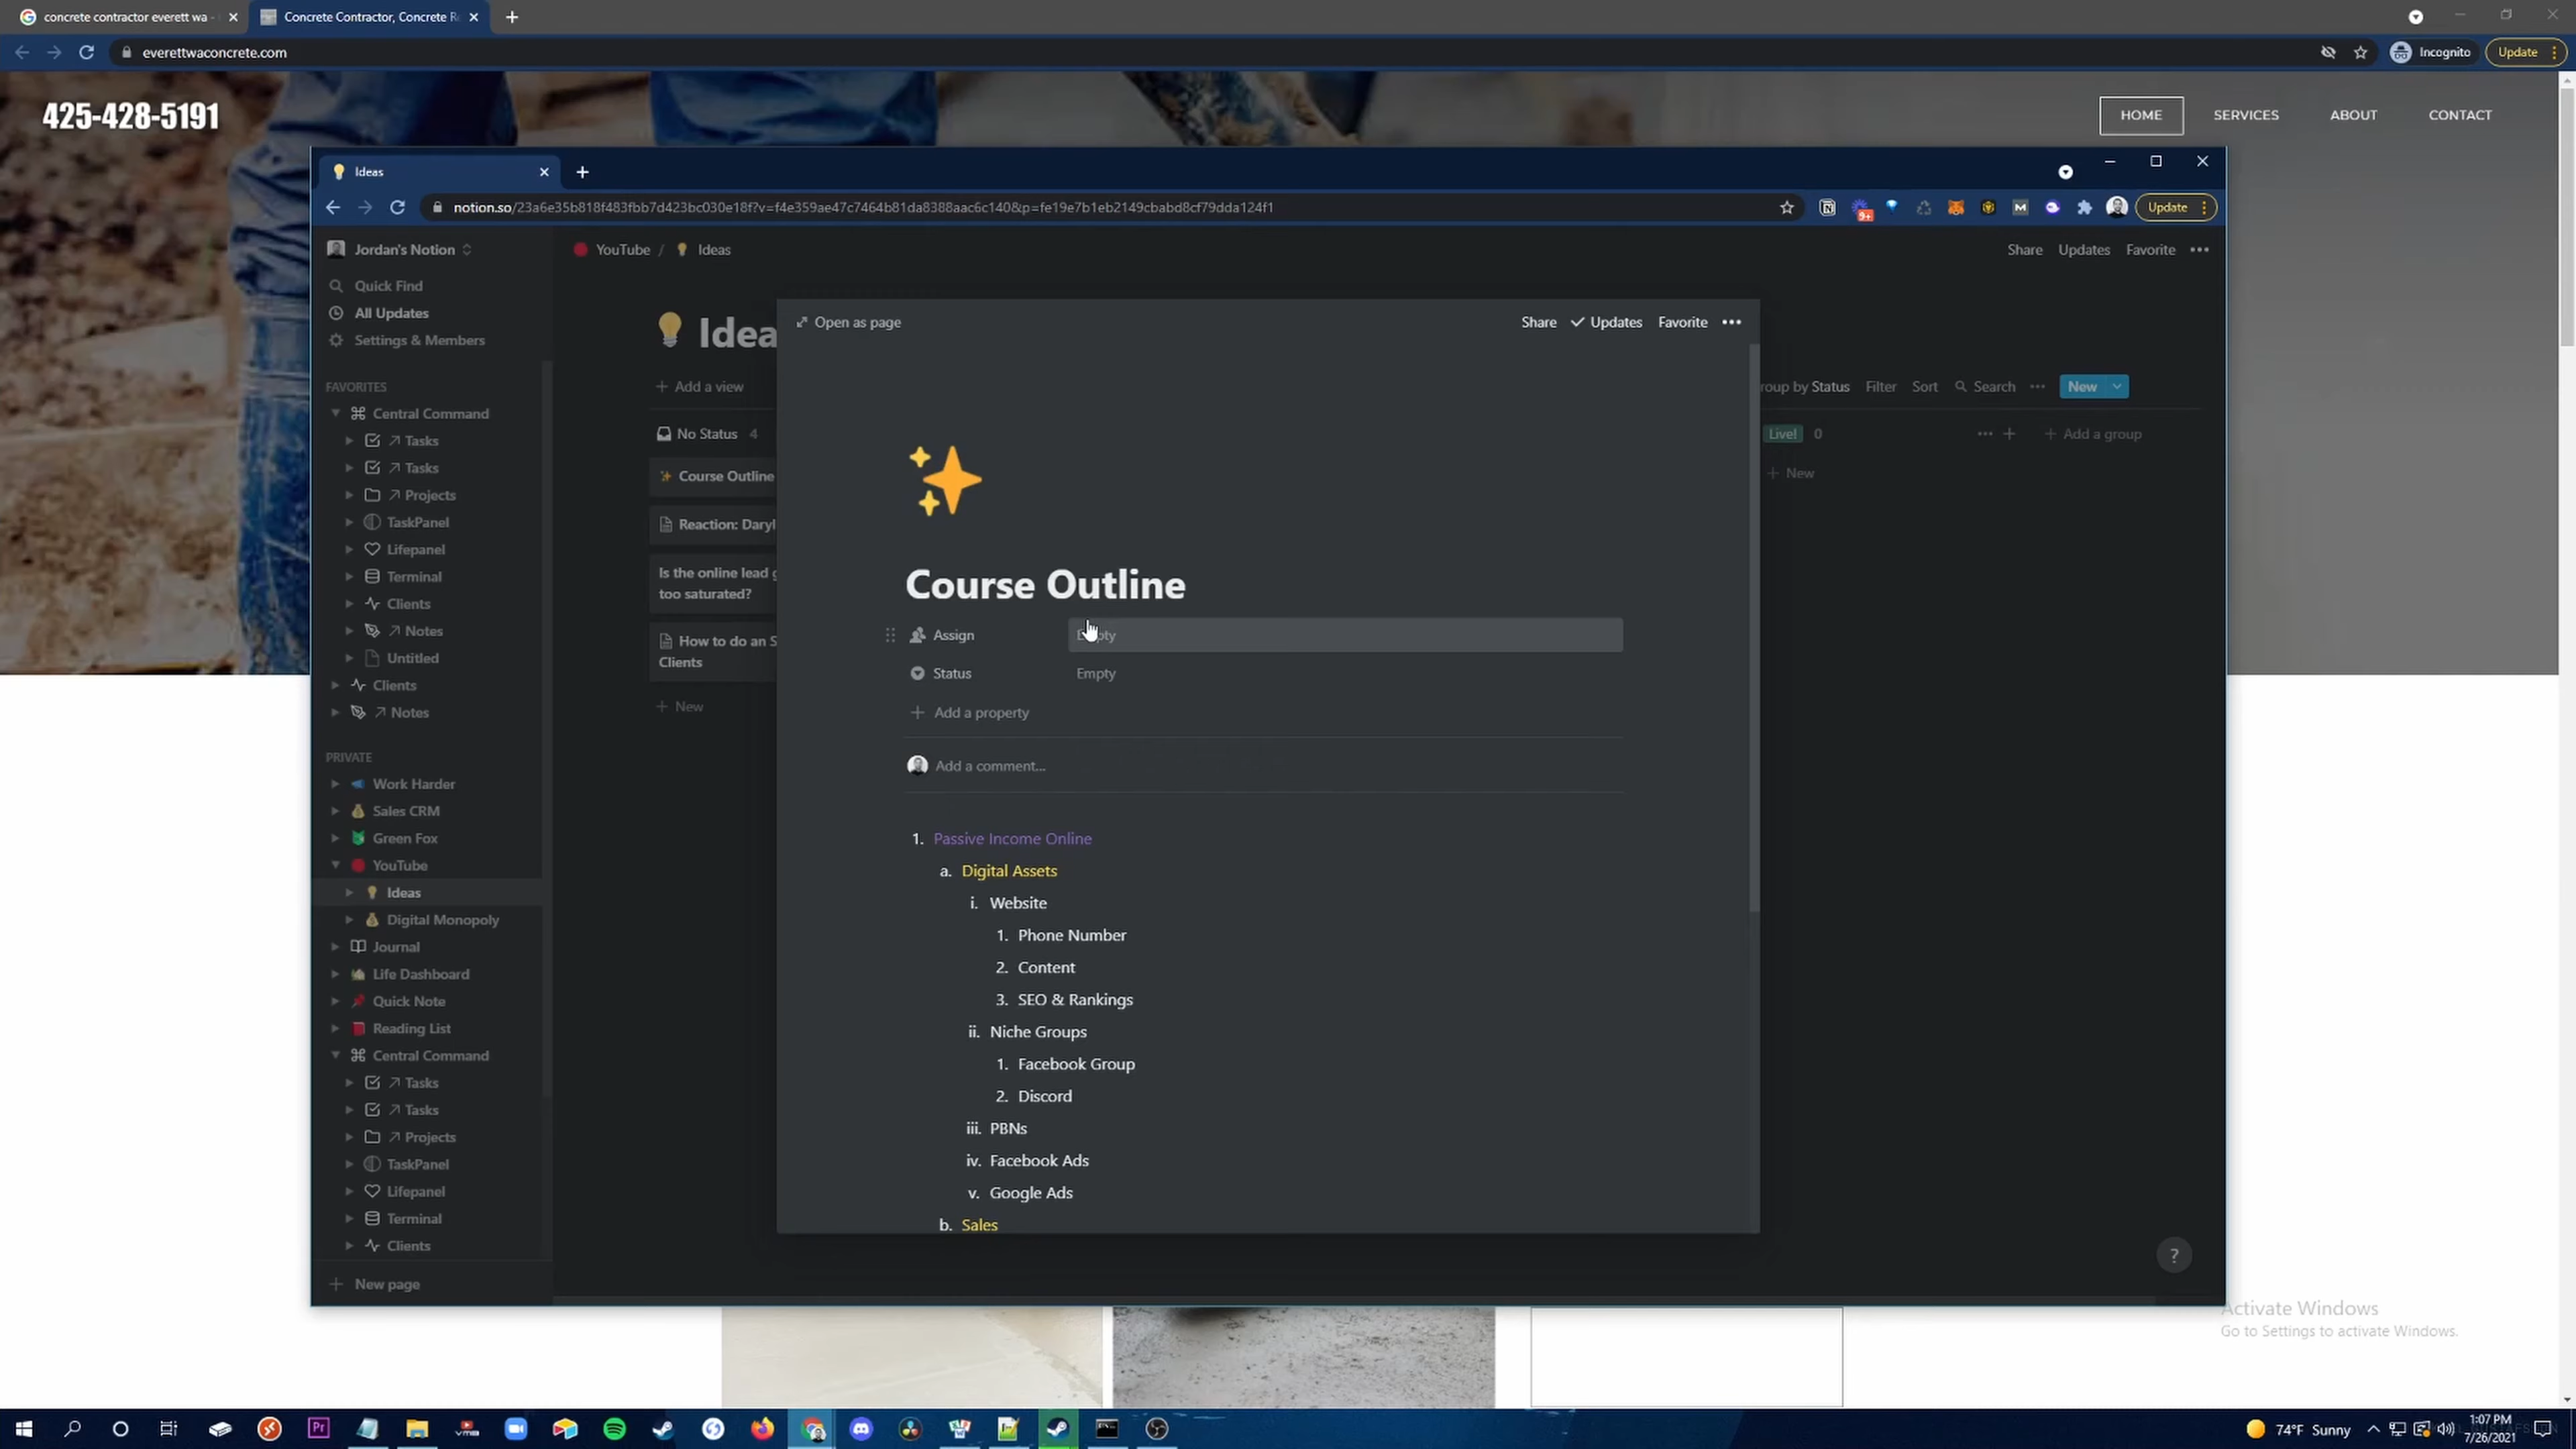 concrete contractor everett wa -
Concrete Contractor, Concrete R
everettwaconcrete.com
Incognito
Update
425-428-5191
HOME
SERVICES
ABOUT
CONTACT
Ideas
notion.so/23a6e35b818f483fbb7d423bc030e18f?v=f4e359ae47c7464b81da8388aac6c140&p=fe19e7b1eb2149cbabd8cf79dda124f1
9+
Update
Jordan's Notion
YouTube / Ideas
Share Updates Favorite
Quick Find
All Updates
Settings & Members
FAVORITES
Central Command
Tasks
Tasks
Projects
TaskPanel
Lifepanel
Terminal
Clients
Notes
Untitled
Clients
Notes
PRIVATE
Work Harder
Sales CRM
Green Fox
YouTube
Ideas
Digital Monopoly
Journal
Life Dashboard
Quick Note
Reading List
Central Command
Tasks
Tasks
Projects
TaskPanel
Lifepanel
Terminal
Clients
+ New page
Idea
+ Add a view
roup by Status Filter Sort Search New
No Status 4
Course Outline
Reaction: Daryl
Is the online lead g
too saturated?
How to do an S
Clients
+ New
Live! 0
+ Add a group
+ New
Open as page
Share Updates Favorite
Course Outline
Assign Empty
Status Empty
+ Add a property
Add a comment...
1. Passive Income Online
a. Digital Assets
i. Website
1. Phone Number
2. Content
3. SEO & Rankings
ii. Niche Groups
1. Facebook Group
2. Discord
iii. PBNs
iv. Facebook Ads
v. Google Ads
b. Sales
?
Activate Windows
Go to Settings to activate Windows.
Pr
74°F Sunny
1:07 PM
7/26/2021